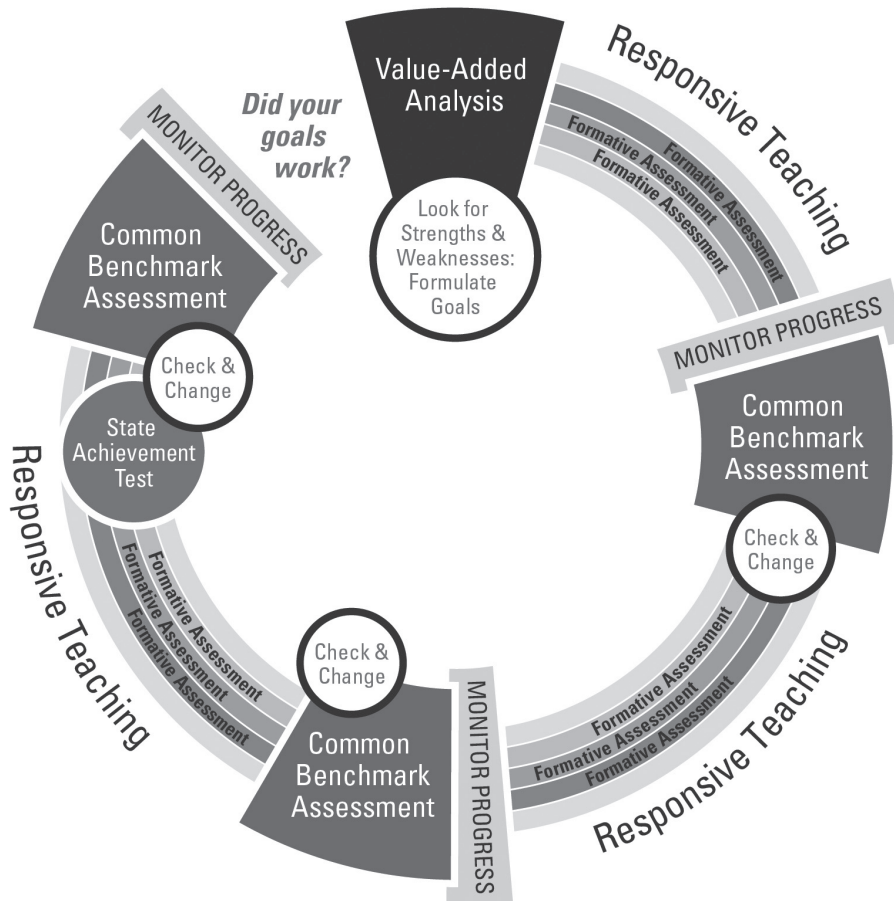 Value-Added
Analysis
Look for
Strengths &
Weaknesses:
Formulate
Goals
Responsive Teaching
Formative Assessment
Formative Assessment
Formative Assessment
MONITOR PROGRESS
Common
Benchmark
Assessment
Check &
Change
Responsive Teaching
Formative Assessment
Formative Assessment
Formative Assessment
MONITOR PROGRESS
Common
Benchmark
Assessment
Check &
Change
Responsive Teaching
Formative Assessment
Formative Assessment
Formative Assessment
State
Achievement
Test
Check &
Change
Common
Benchmark
Assessment
MONITOR PROGRESS
Did your
goals
work?